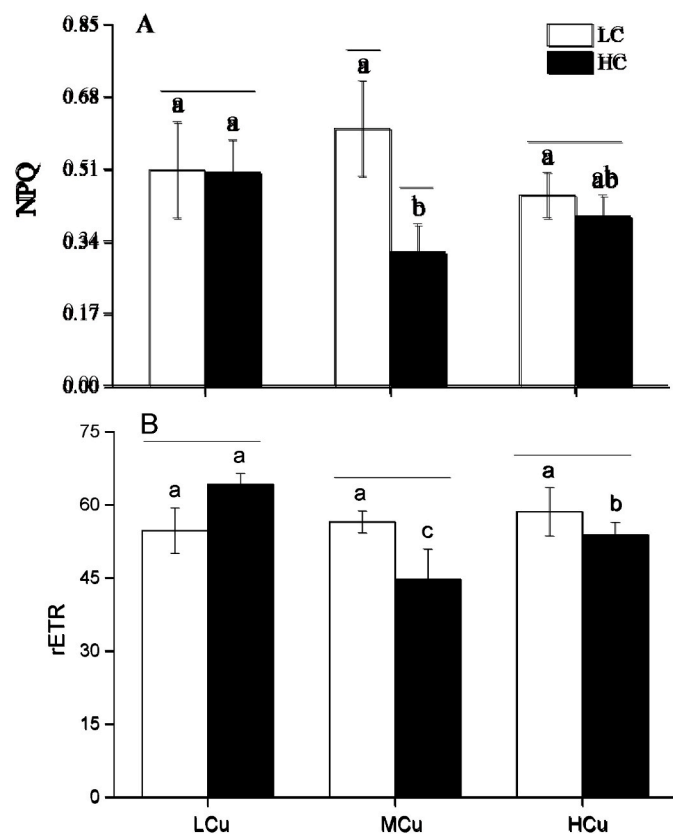 0.85 A LC
HC
a
0.68
a a
0.51 a
ab
b
NPQ
0.34
0.17
0.00
75 B
a
a a a
60
b
c
45
rETR
30
15
0
LCu MCu HCu